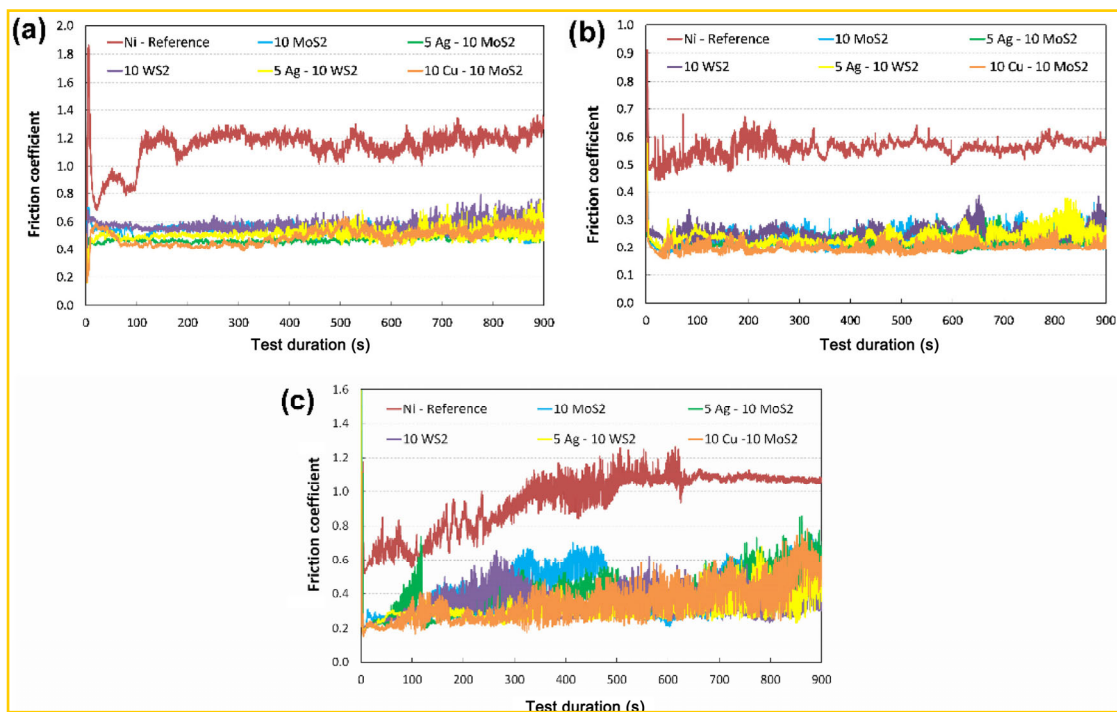 (a)
Friction coefficient
2.0
1.8
1.6
1.4
1.2
1.0
0.8
0.6
0.4
0.2
0.0
Ni - Reference 10 MoS2 5 Ag - 10 MoS2
10 WS2 5 Ag - 10 WS2 10 Cu - 10 MoS2
0 100 200 300 400 500 600 700 800 900
Test duration (s)
(b)
Friction coefficient
1.0
0.9
0.8
0.7
0.6
0.5
0.4
0.3
0.2
0.1
0.0
Ni - Reference 10 MoS2 5 Ag - 10 MoS2
10 WS2 5 Ag - 10 WS2 10 Cu - 10 MoS2
0 100 200 300 400 500 600 700 800 900
Test duration (s)
(c)
Friction coefficient
1.6
1.4
1.2
1.0
0.8
0.6
0.4
0.2
0.0
Ni - Reference 10 MoS2 5 Ag - 10 MoS2
10 WS2 5 Ag - 10 WS2 10 Cu -10 MoS2
0 100 200 300 400 500 600 700 800 900
Test duration (s)